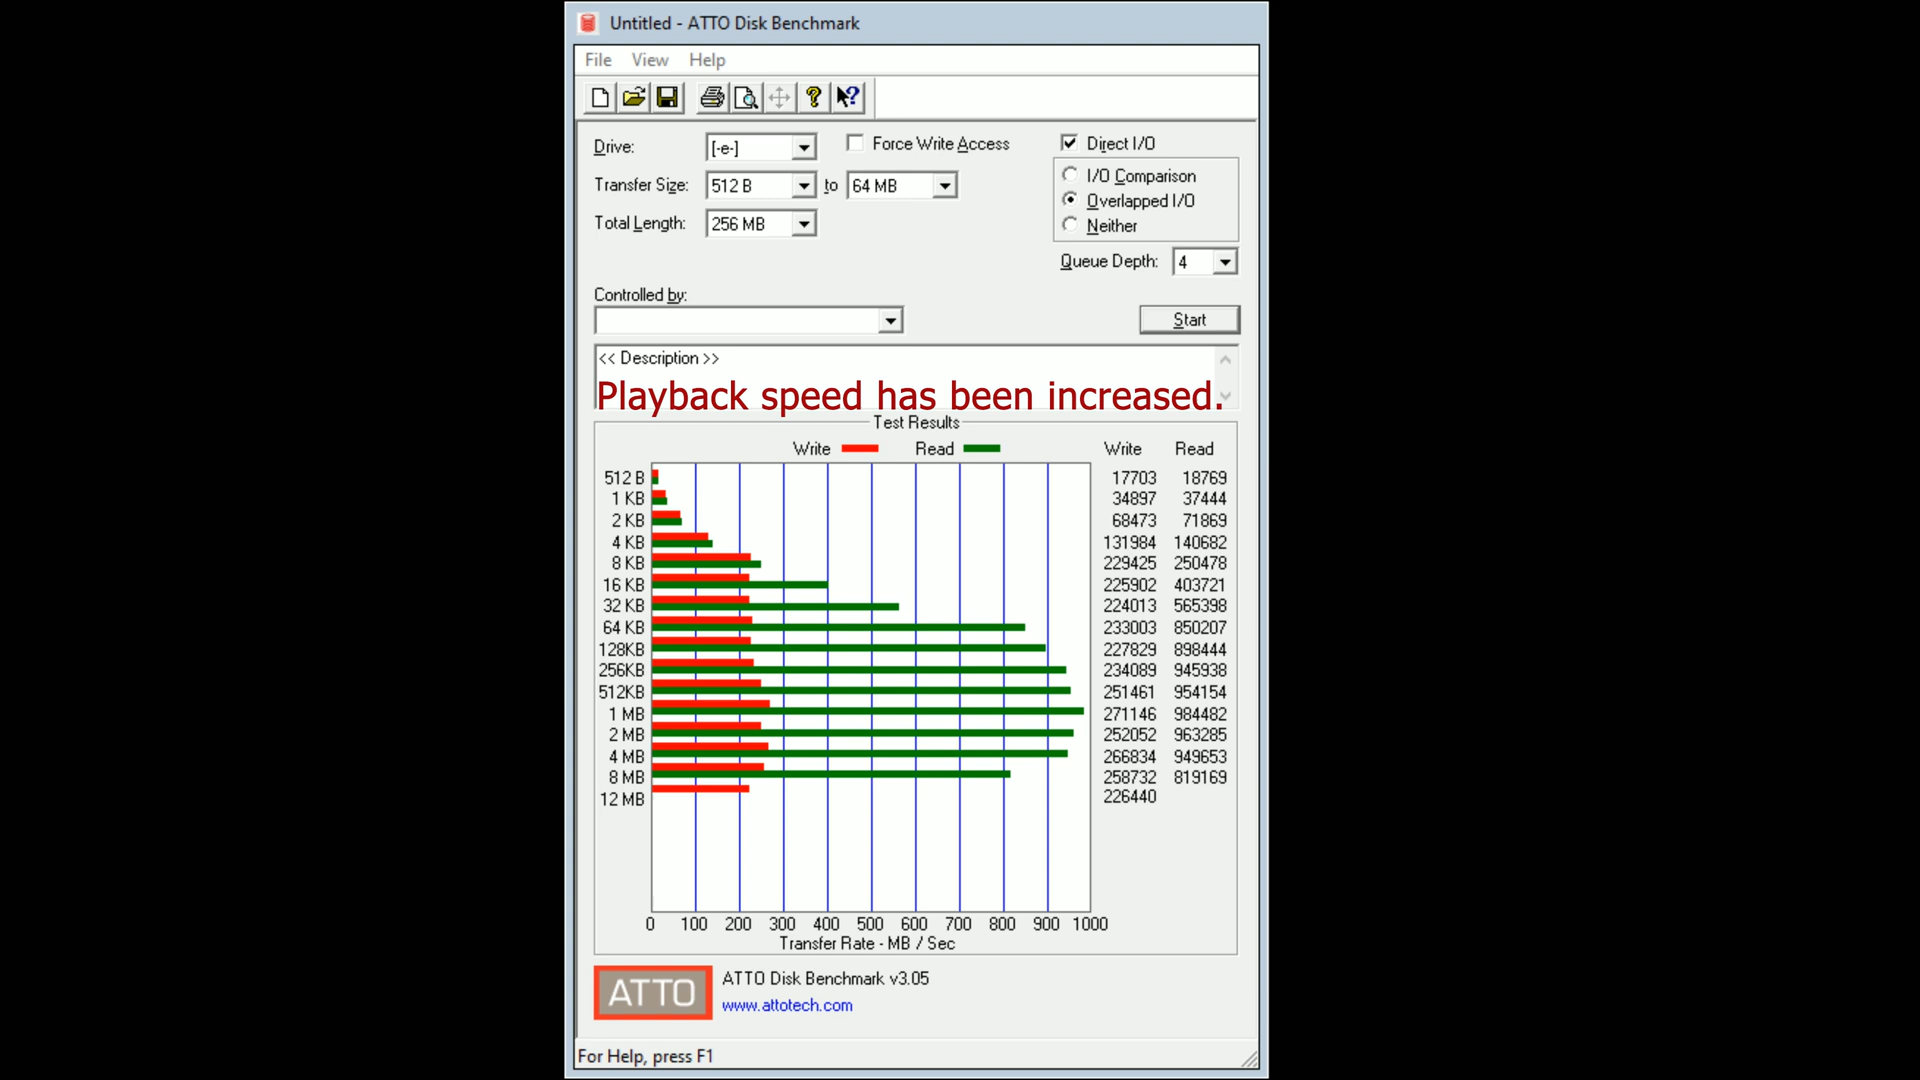 Untitled - ATTO Disk Benchmark
File View Help
Drive: [-e-] Force Write Access Direct I/O
Transfer Size: 512 B to 64 MB I/O Comparison
Overlapped I/O
Total Length: 256 MB Neither
Queue Depth: 4
Controlled by:
Start
<< Description >>
Playback speed has been increased.
Test Results
Write Read Write Read
512 B 17703 18769
1 KB 34897 37444
2 KB 68473 71869
4 KB 131984 140682
8 KB 229425 250478
16 KB 225902 403721
32 KB 224013 565398
64 KB 233003 850207
128KB 227829 898444
256KB 234089 945938
512KB 251461 954154
1 MB 271146 984482
2 MB 252052 963285
4 MB 266834 949653
8 MB 258732 819169
12 MB 226440
0 100 200 300 400 500 600 700 800 900 1000
Transfer Rate - MB / Sec
ATTO ATTO Disk Benchmark v3.05
www.attotech.com
For Help, press F1